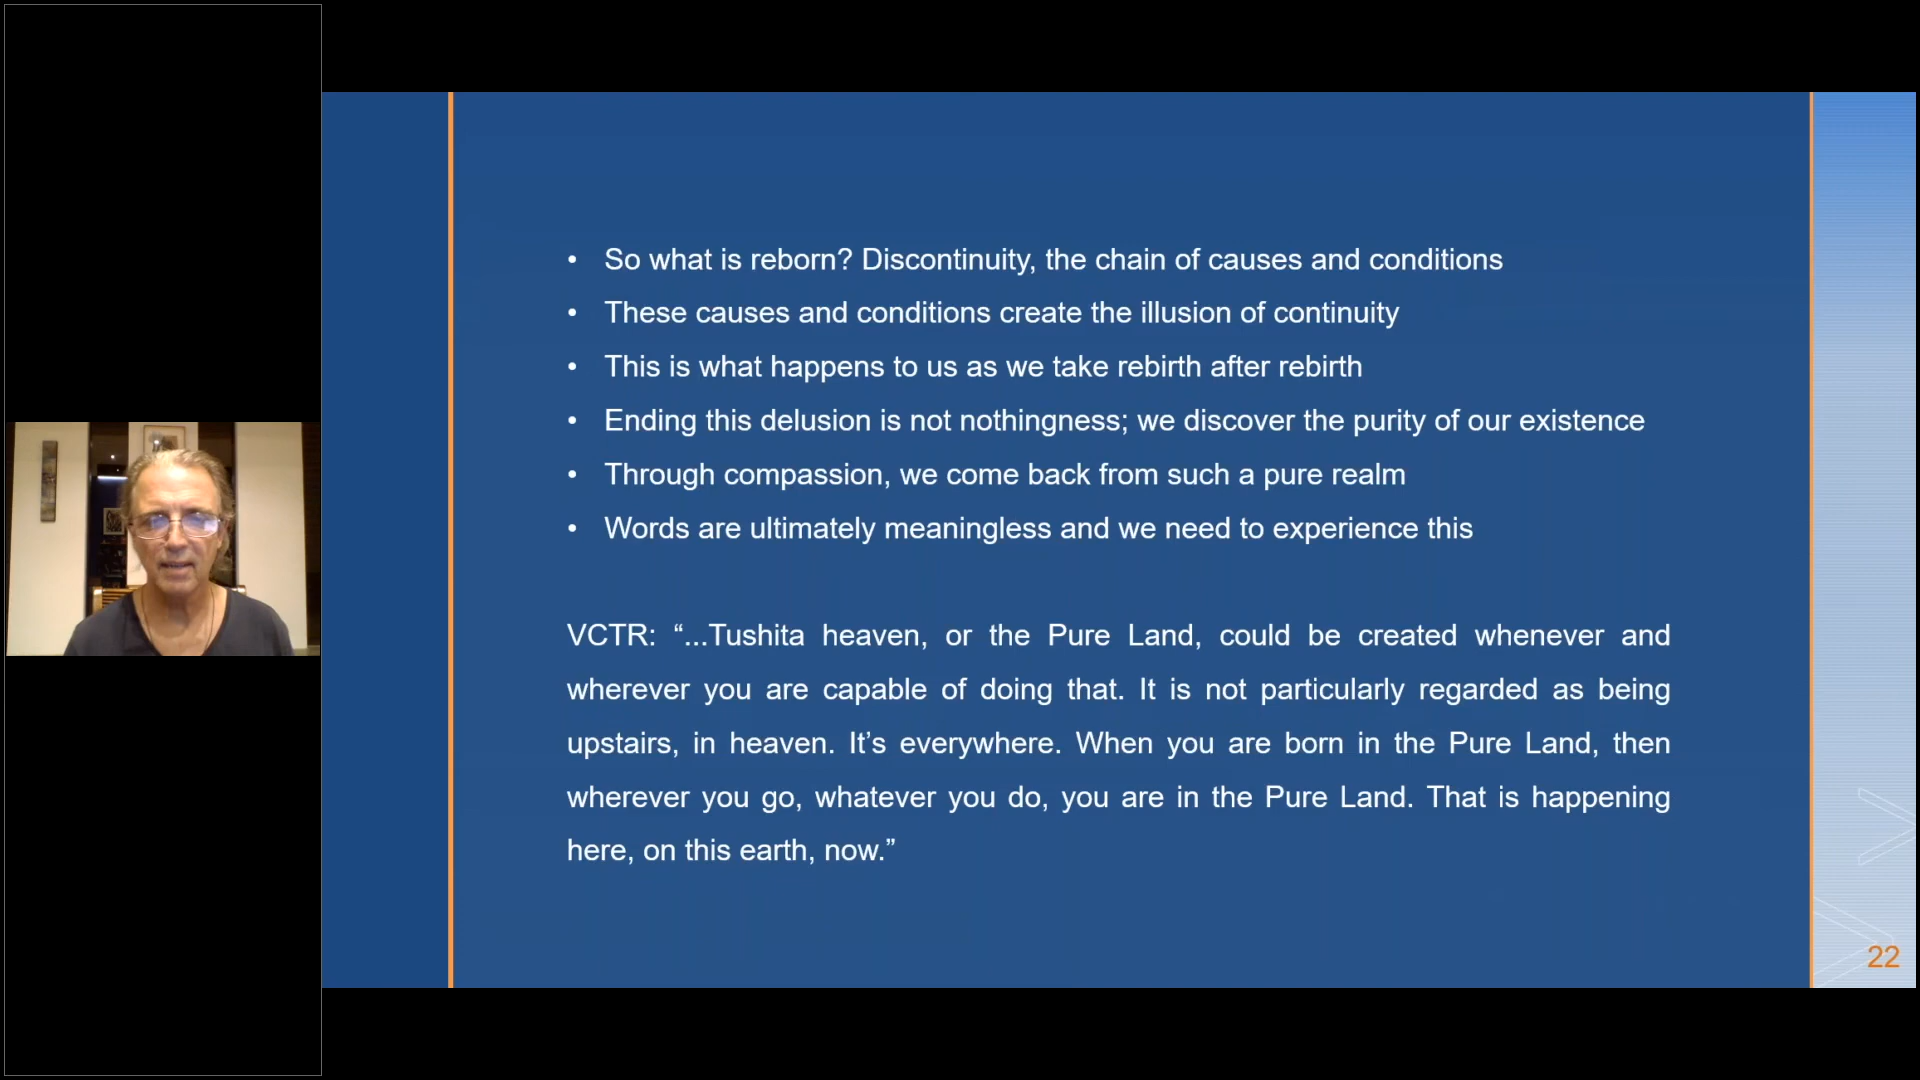 • So what is reborn? Discontinuity, the chain of causes and conditions
• These causes and conditions create the illusion of continuity
• This is what happens to us as we take rebirth after rebirth
• Ending this delusion is not nothingness; we discover the purity of our existence
• Through compassion, we come back from such a pure realm
• Words are ultimately meaningless and we need to experience this
VCTR: “...Tushita heaven, or the Pure Land, could be created whenever and
wherever you are capable of doing that. It is not particularly regarded as being
upstairs, in heaven. It’s everywhere. When you are born in the Pure Land, then
wherever you go, whatever you do, you are in the Pure Land. That is happening
here, on this earth, now.”
22